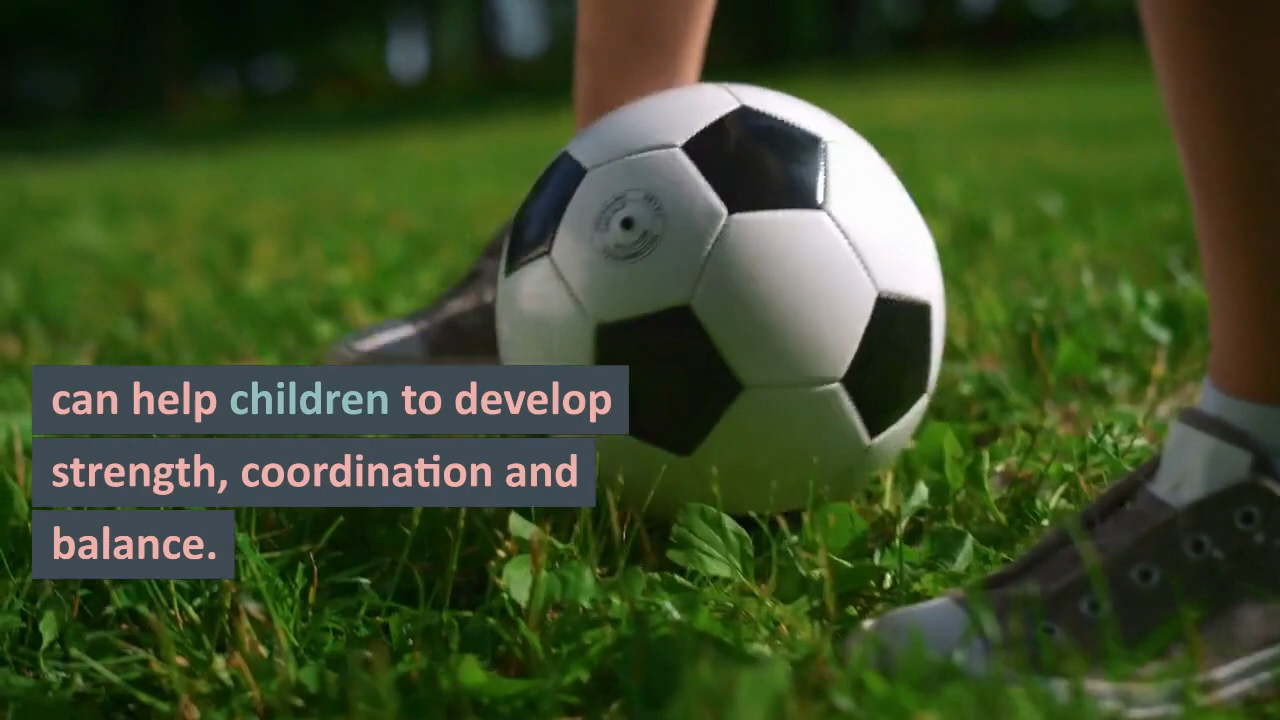 can help children to develop
strength, coordination and
balance.